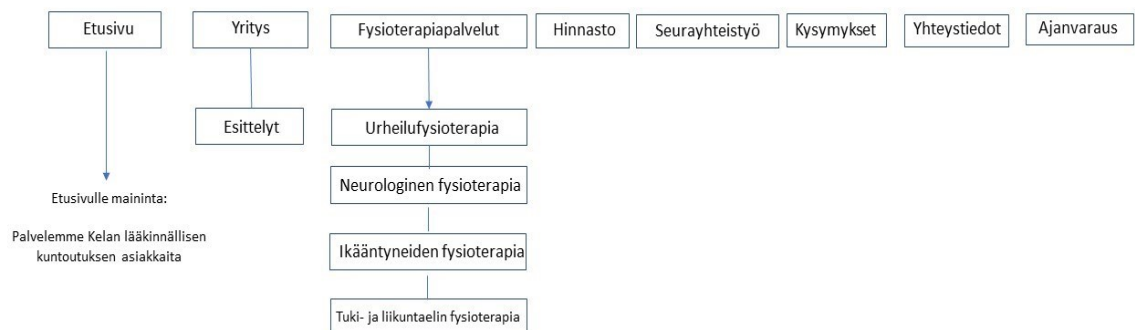 Etusivu
Yritys
Fysioterapiapalvelut
Hinnasto
Seurayhteistyö
Kysymykset
Yhteystiedot
Ajanvaraus
Esittelyt
Urheilufysioterapia
Neurologinen fysioterapia
Ikääntyneiden fysioterapia
Tuki- ja liikuntaelin fysioterapia
Etusivulle maininta:
Palvelemme Kelan lääkinnällisen
kuntoutuksen asiakkaita